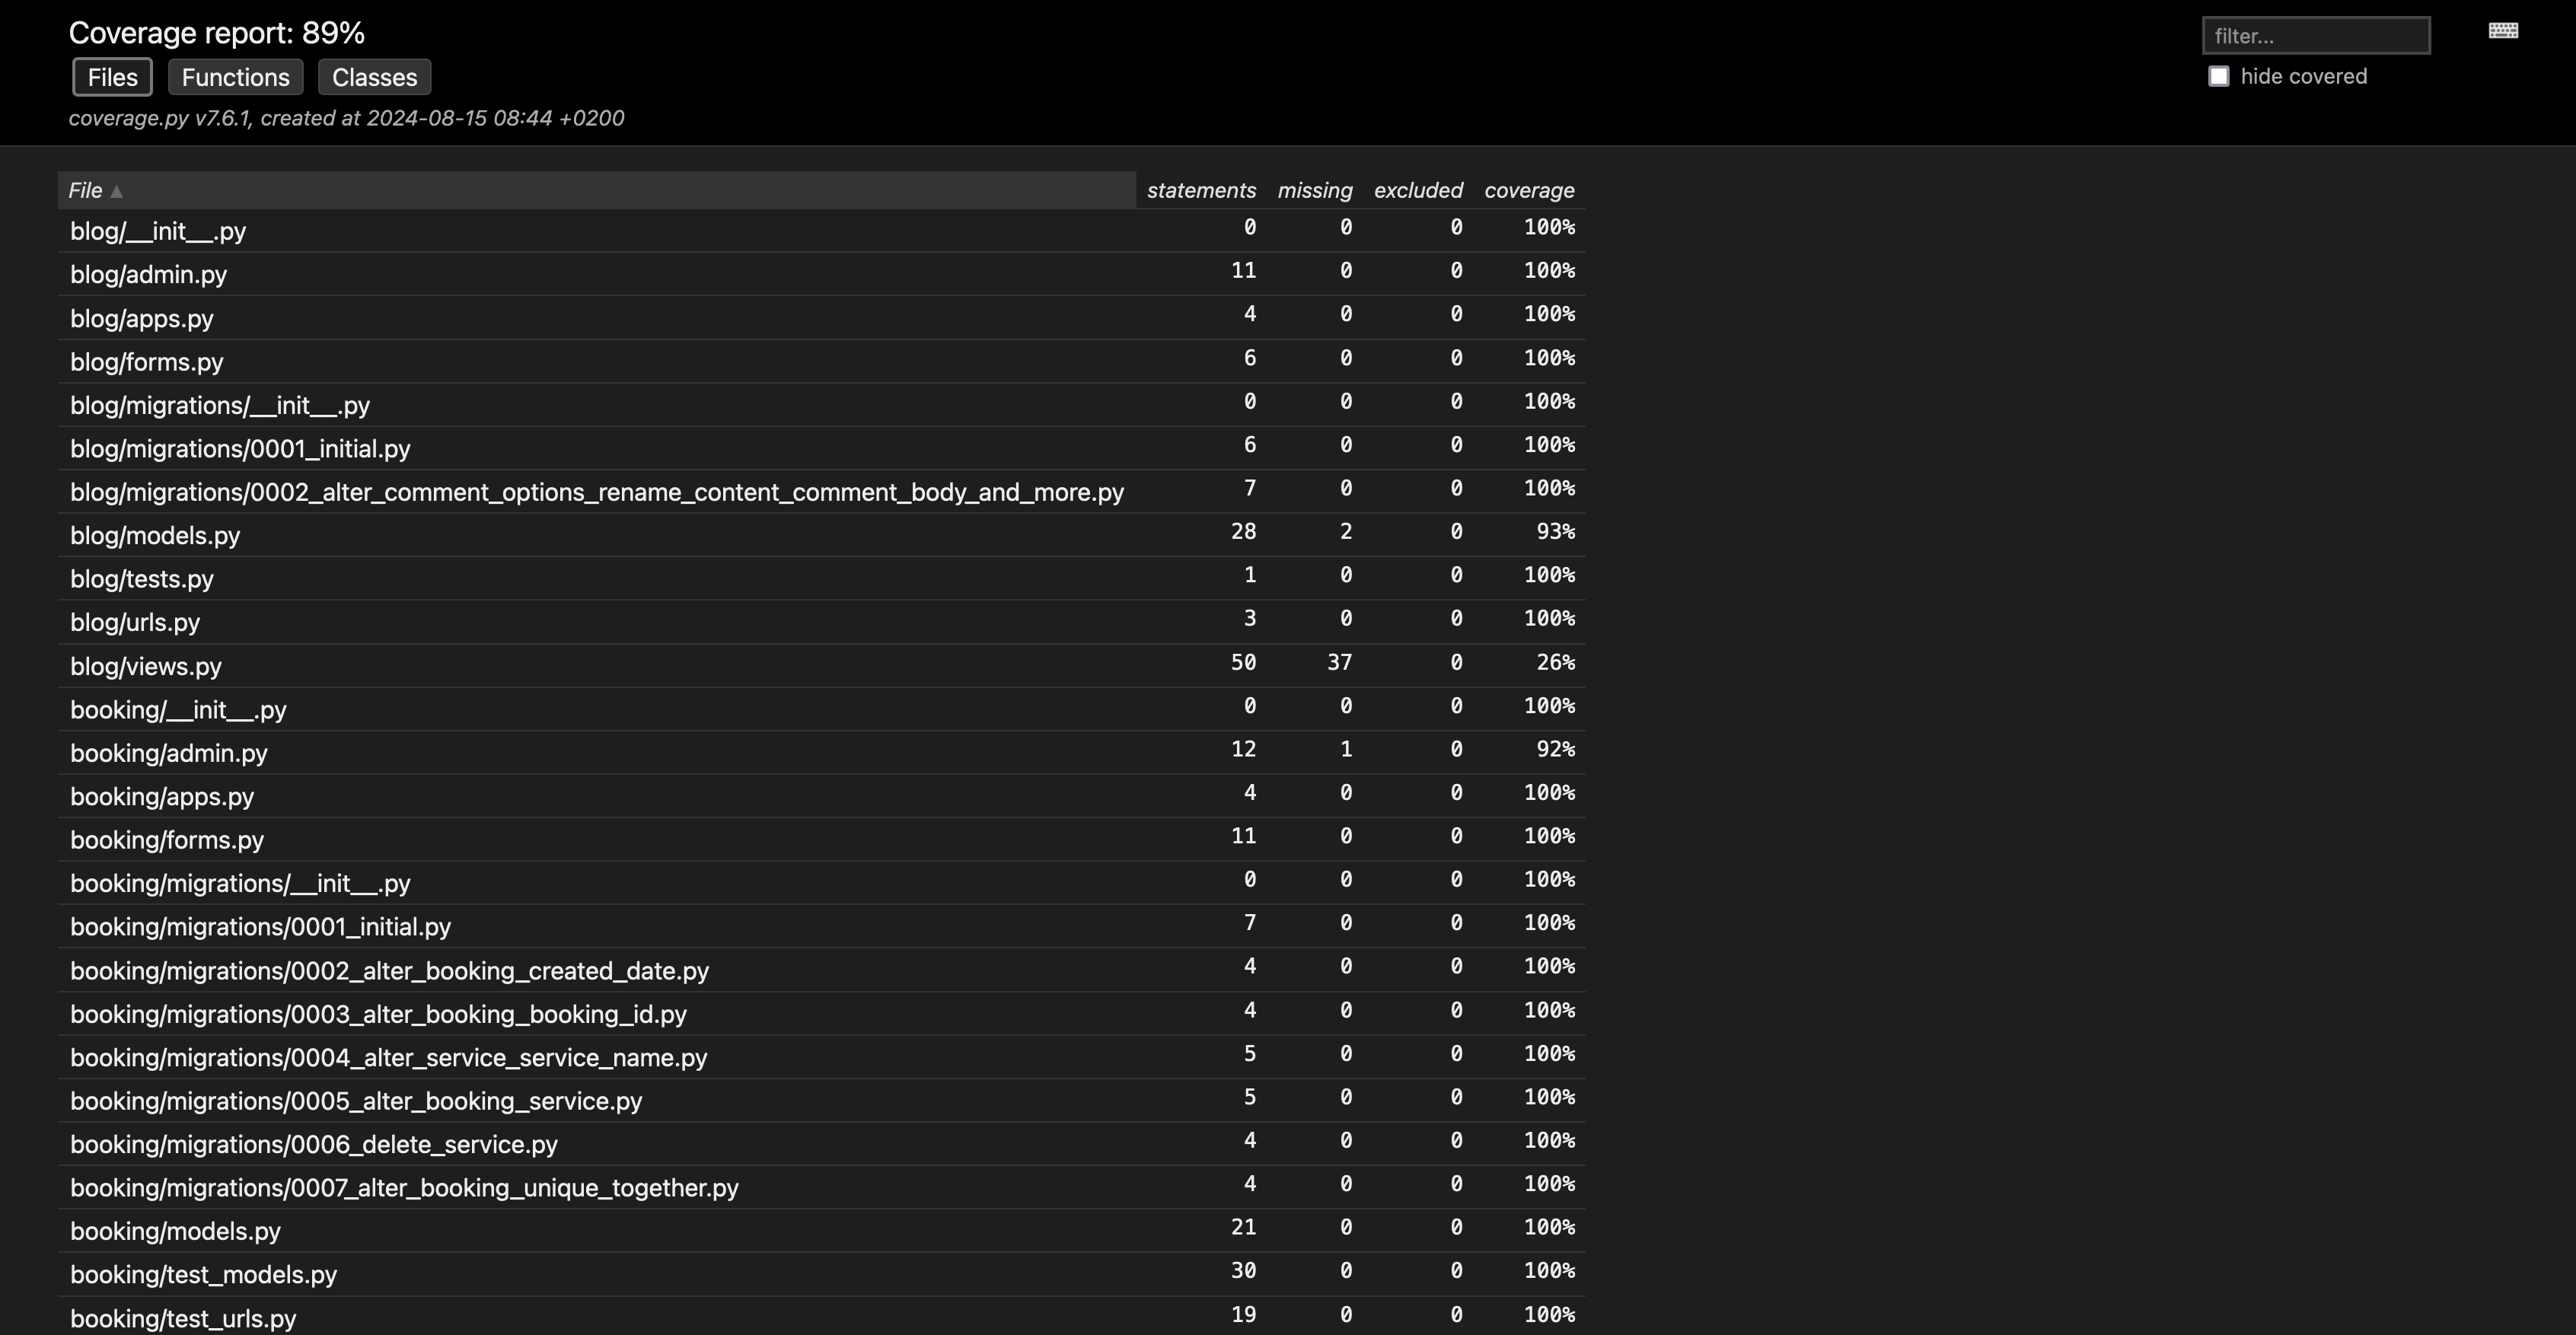 Coverage report: 89%
filter...
Files Functions Classes
hide covered
coverage.py v7.6.1, created at 2024-08-15 08:44 +0200
File ▲ statements missing excluded coverage
blog/__init__.py 0 0 0 100%
blog/admin.py 11 0 0 100%
blog/apps.py 4 0 0 100%
blog/forms.py 6 0 0 100%
blog/migrations/__init__.py 0 0 0 100%
blog/migrations/0001_initial.py 6 0 0 100%
blog/migrations/0002_alter_comment_options_rename_content_comment_body_and_more.py 7 0 0 100%
blog/models.py 28 2 0 93%
blog/tests.py 1 0 0 100%
blog/urls.py 3 0 0 100%
blog/views.py 50 37 0 26%
booking/__init__.py 0 0 0 100%
booking/admin.py 12 1 0 92%
booking/apps.py 4 0 0 100%
booking/forms.py 11 0 0 100%
booking/migrations/__init__.py 0 0 0 100%
booking/migrations/0001_initial.py 7 0 0 100%
booking/migrations/0002_alter_booking_created_date.py 4 0 0 100%
booking/migrations/0003_alter_booking_booking_id.py 4 0 0 100%
booking/migrations/0004_alter_service_service_name.py 5 0 0 100%
booking/migrations/0005_alter_booking_service.py 5 0 0 100%
booking/migrations/0006_delete_service.py 4 0 0 100%
booking/migrations/0007_alter_booking_unique_together.py 4 0 0 100%
booking/models.py 21 0 0 100%
booking/test_models.py 30 0 0 100%
booking/test_urls.py 19 0 0 100%